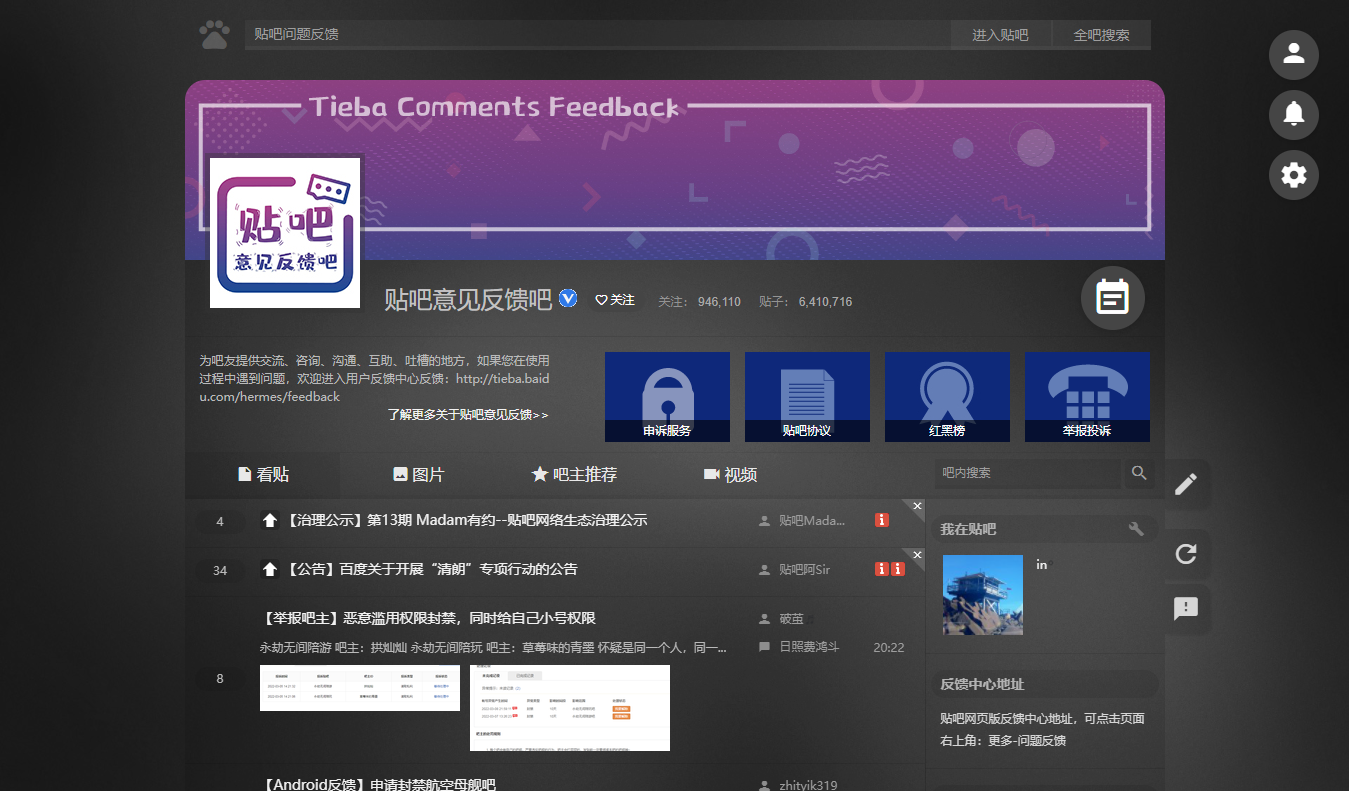 贴吧问题反馈
进入贴吧
全吧搜索
Tieba Comments Feedback
贴吧
意见反馈吧
贴吧意见反馈吧
关注
关注： 946,110 贴子： 6,410,716
为吧友提供交流、咨询、沟通、互助、吐槽的地方，如果您在使用
过程中遇到问题，欢迎进入用户反馈中心反馈：http://tieba.baid
u.com/hermes/feedback
了解更多关于贴吧意见反馈>>
申诉服务
贴吧协议
红黑榜
举报投诉
看贴
图片
吧主推荐
视频
吧内搜索
4
【治理公示】第13期 Madam有约--贴吧网络生态治理公示
贴吧Mada...
34
【公告】百度关于开展“清朗”专项行动的公告
贴吧阿Sir
8
【举报吧主】恶意滥用权限封禁，同时给自己小号权限
破茧
永劫无间陪游 吧主：拱灿灿 永劫无间陪玩 吧主：草莓味的青墨 怀疑是同一个人，同一...
日照龚鸿斗
20:22
【Android反馈】申请封禁航空母舰吧
zhityik319
我在贴吧
in
反馈中心地址
贴吧网页版反馈中心地址，可点击页面
右上角：更多-问题反馈